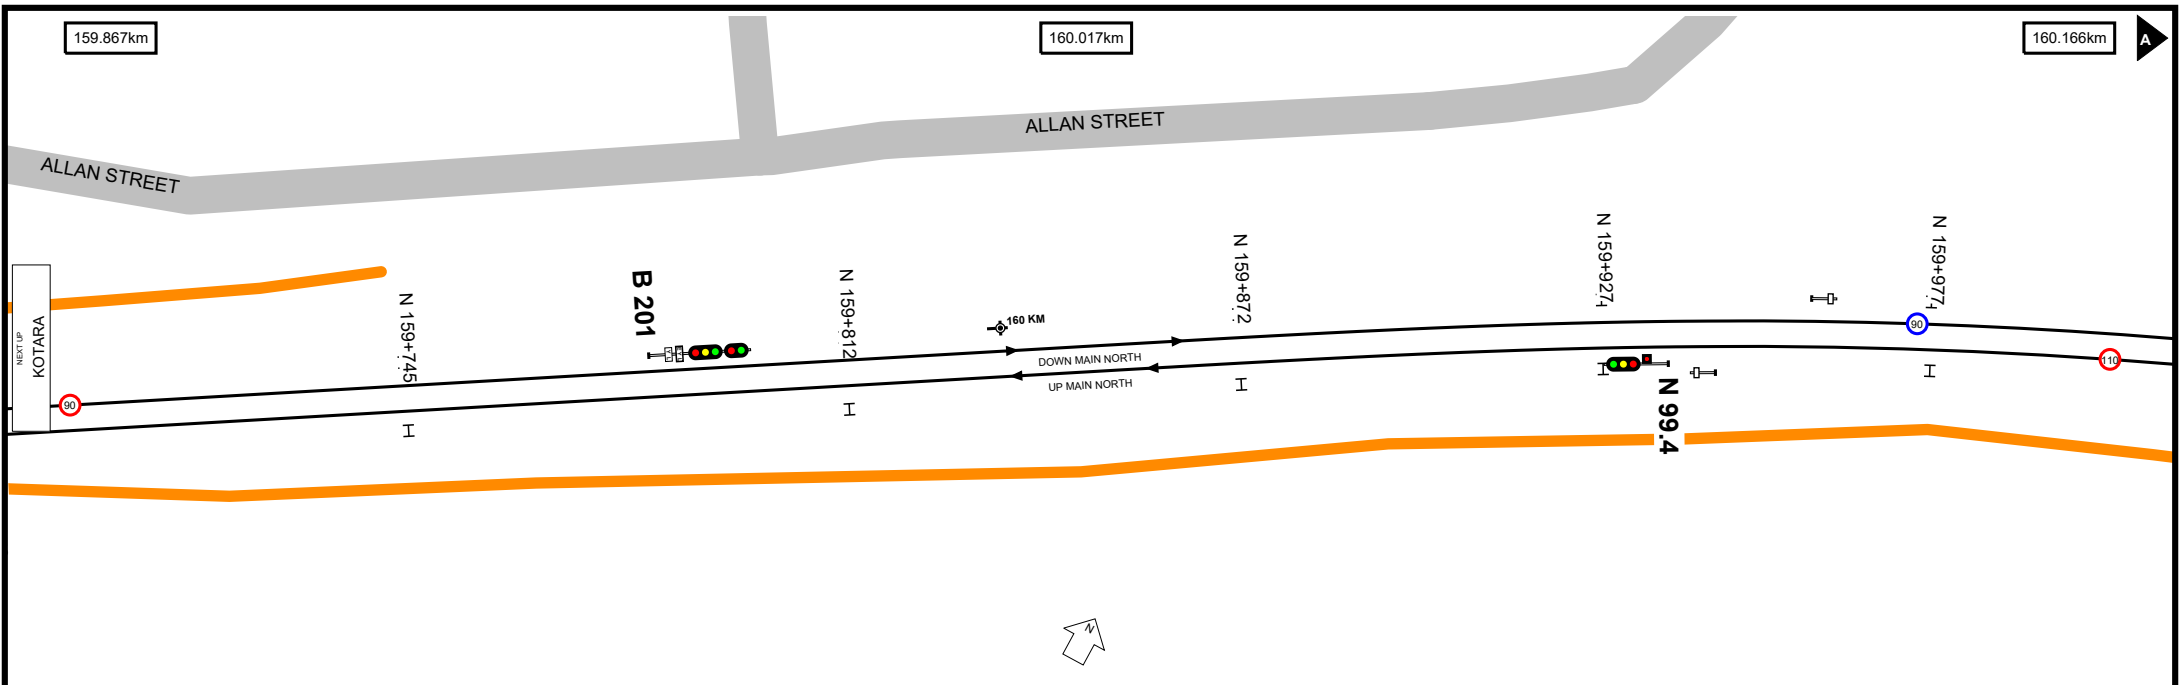 159.867km
160.017km
160.166km
A
ALLAN STREET
ALLAN STREET
NEXT UP
KOTARA
90
N 159+745
H
B 201
N 159+812
H
160 KM
DOWN MAIN NORTH
UP MAIN NORTH
N 159+872
H
N 159+927
H
N 99.4
N 159+977
H
90
110
N